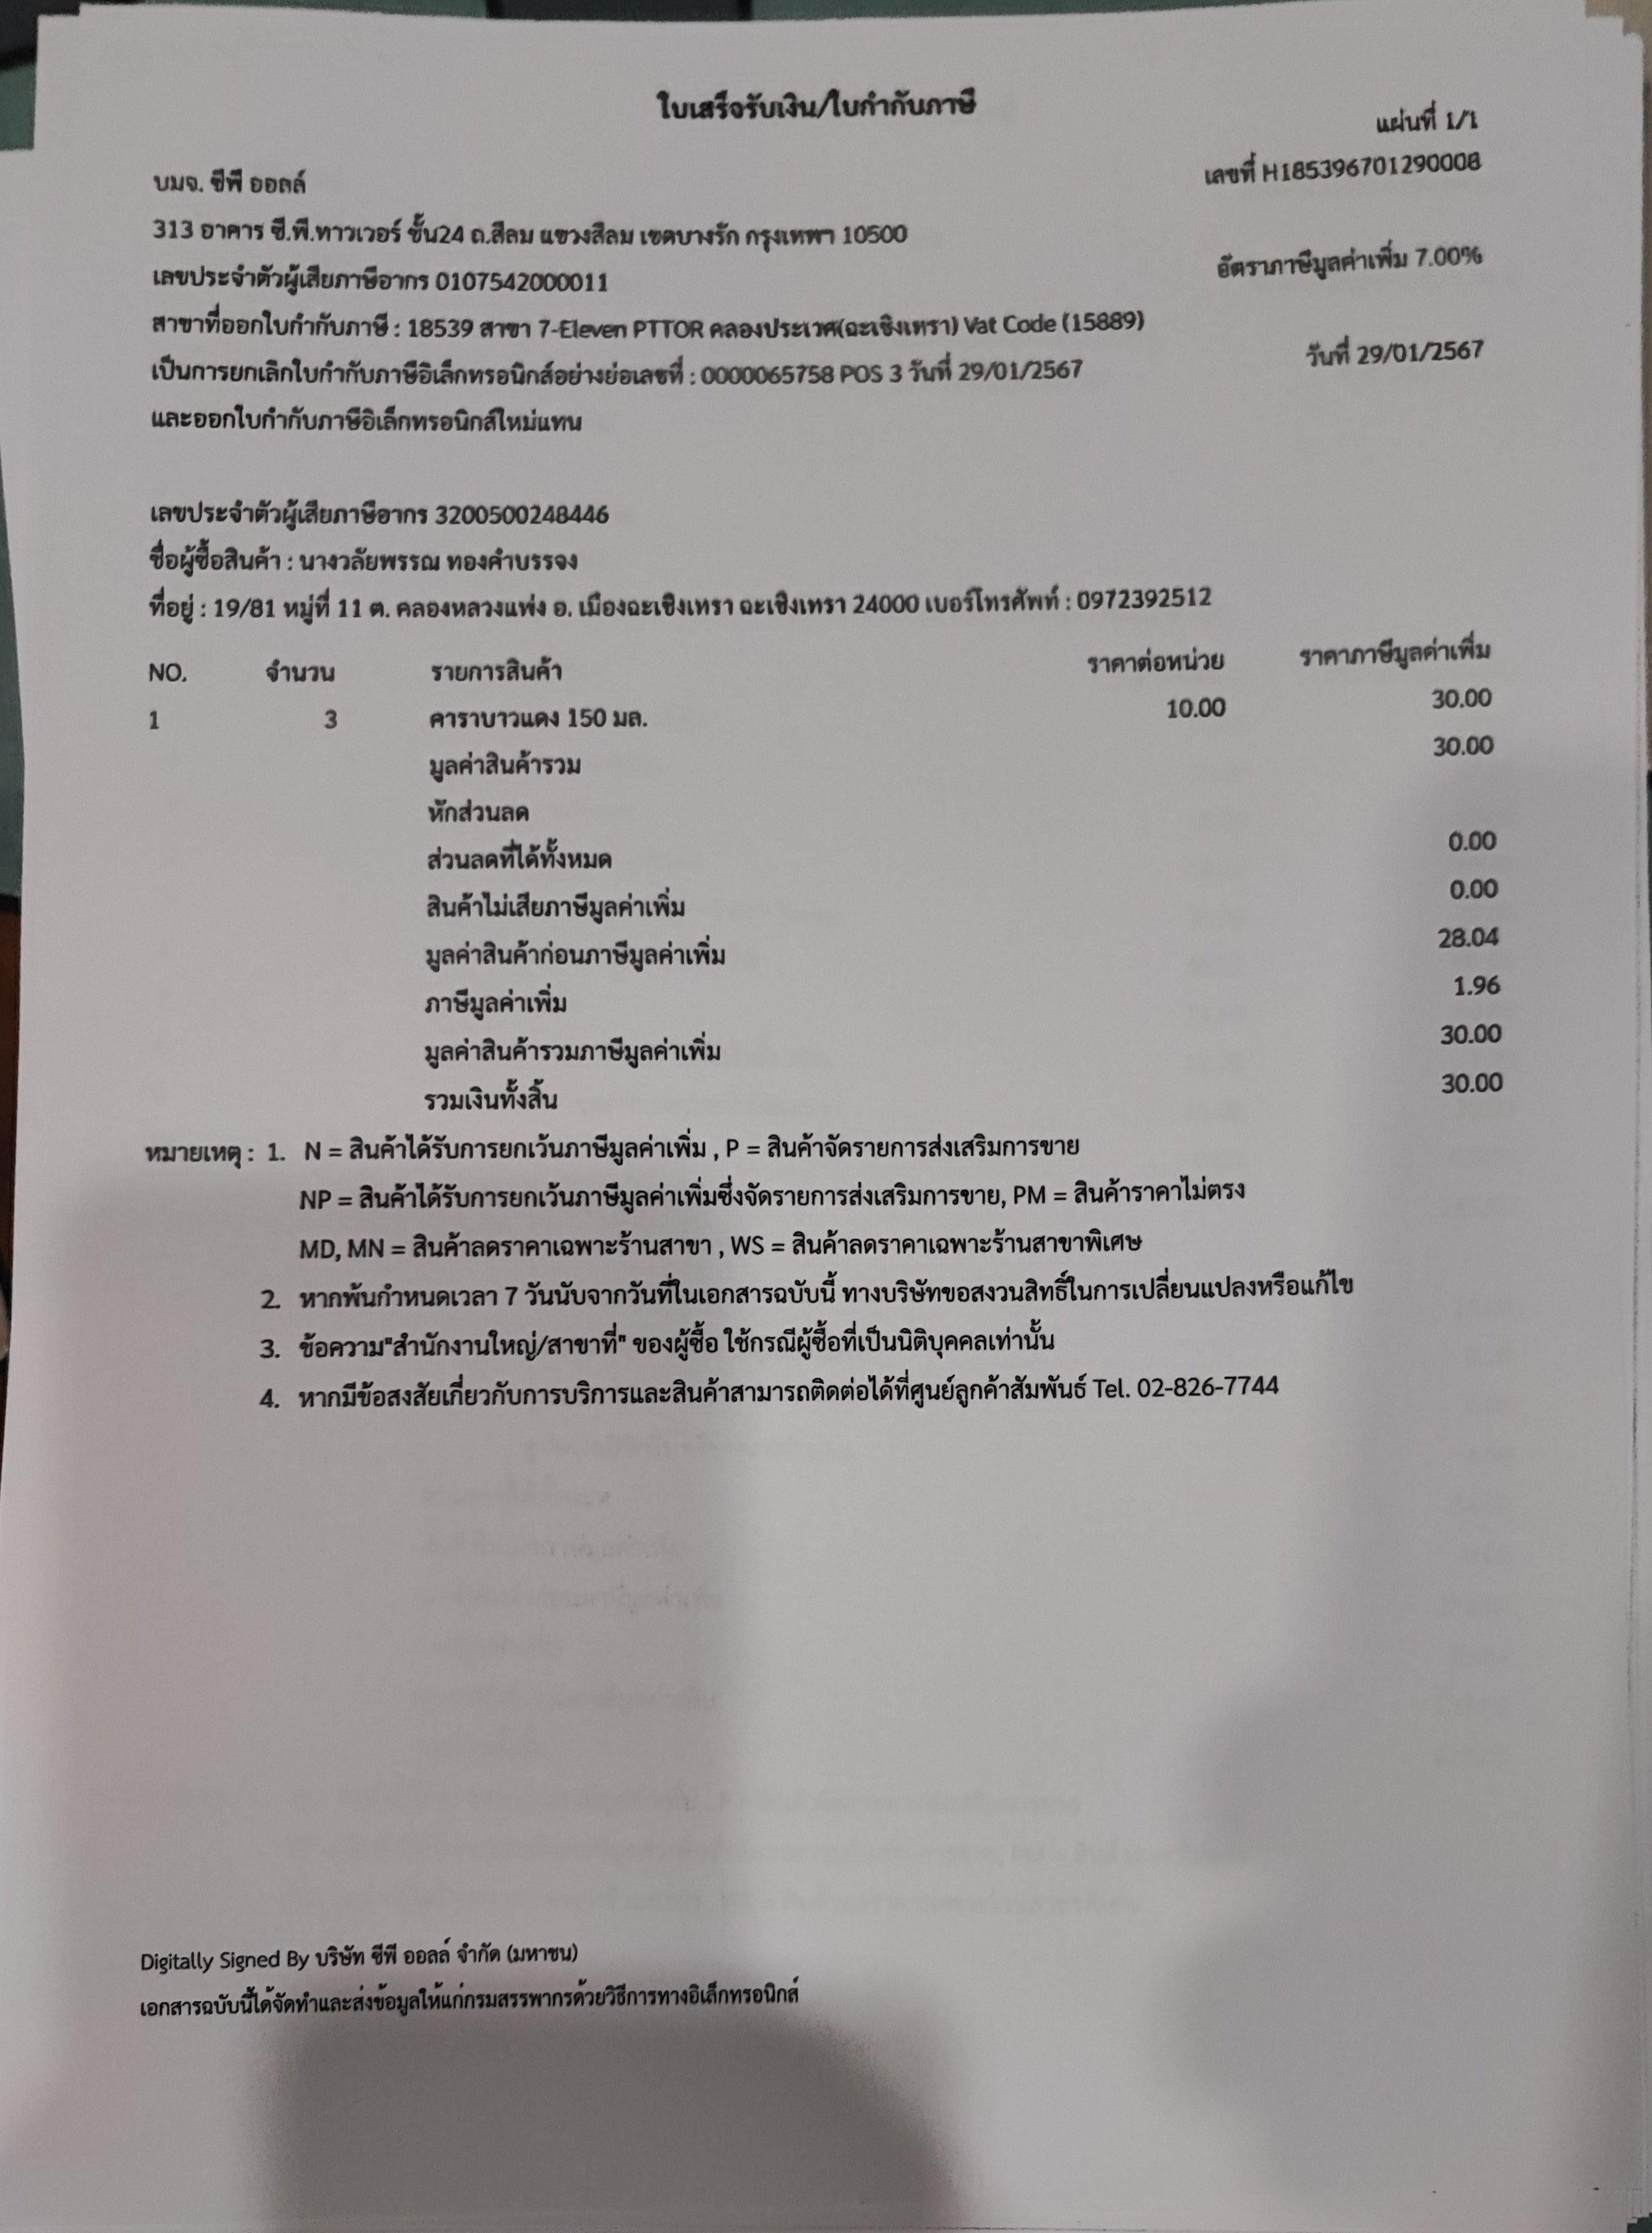 ใบเสร็จรับเงิน/ใบกำกับภาษี
แผ่นที่ 1/1
เลขที่ H185396701290008
บมจ. ซีพี ออลล์
313 อาคาร ซี.พี.ทาวเวอร์ ชั้น24 ถ.สีลม แขวงสีลม เขตบางรัก กรุงเทพฯ 10500
อัตราภาษีมูลค่าเพิ่ม 7.00%
เลขประจำตัวผู้เสียภาษีอากร 0107542000011
สาขาที่ออกใบกำกับภาษี : 18539 สาขา 7-Eleven PTTOR คลองประเวศ(ฉะเชิงเทรา) Vat Code (15889)
วันที่ 29/01/2567
เป็นการยกเลิกใบกำกับภาษีอิเล็กทรอนิกส์อย่างย่อเลขที่ : 0000065758 POS 3 วันที่ 29/01/2567
และออกใบกำกับภาษีอิเล็กทรอนิกส์ใหม่แทน
เลขประจำตัวผู้เสียภาษีอากร 3200500248446
ชื่อผู้ซื้อสินค้า : นางวลัยพรรณ ทองคำบรรจง
ที่อยู่ : 19/81 หมู่ที่ 11 ต. คลองหลวงแพ่ง อ. เมืองฉะเชิงเทรา ฉะเชิงเทรา 24000 เบอร์โทรศัพท์ : 0972392512
NO. จำนวน รายการสินค้า ราคาต่อหน่วย ราคาภาษีมูลค่าเพิ่ม
1 3 คาราบาวแดง 150 มล. 10.00 30.00
มูลค่าสินค้ารวม 30.00
หักส่วนลด
ส่วนลดที่ได้ทั้งหมด 0.00
สินค้าไม่เสียภาษีมูลค่าเพิ่ม 0.00
มูลค่าสินค้าก่อนภาษีมูลค่าเพิ่ม 28.04
ภาษีมูลค่าเพิ่ม 1.96
มูลค่าสินค้ารวมภาษีมูลค่าเพิ่ม 30.00
รวมเงินทั้งสิ้น 30.00
หมายเหตุ : 1. N = สินค้าได้รับการยกเว้นภาษีมูลค่าเพิ่ม , P = สินค้าจัดรายการส่งเสริมการขาย
NP = สินค้าได้รับการยกเว้นภาษีมูลค่าเพิ่มซึ่งจัดรายการส่งเสริมการขาย, PM = สินค้าราคาไม่ตรง
MD, MN = สินค้าลดราคาเฉพาะร้านสาขา , WS = สินค้าลดราคาเฉพาะร้านสาขาพิเศษ
2. หากพ้นกำหนดเวลา 7 วันนับจากวันที่ในเอกสารฉบับนี้ ทางบริษัทขอสงวนสิทธิ์ในการเปลี่ยนแปลงหรือแก้ไข
3. ข้อความ"สำนักงานใหญ่/สาขาที่" ของผู้ซื้อ ใช้กรณีผู้ซื้อที่เป็นนิติบุคคลเท่านั้น
4. หากมีข้อสงสัยเกี่ยวกับการบริการและสินค้าสามารถติดต่อได้ที่ศูนย์ลูกค้าสัมพันธ์ Tel. 02-826-7744
Digitally Signed By บริษัท ซีพี ออลล์ จำกัด (มหาชน)
เอกสารฉบับนี้ได้จัดทำและส่งข้อมูลให้แก่กรมสรรพากรด้วยวิธีการทางอิเล็กทรอนิกส์